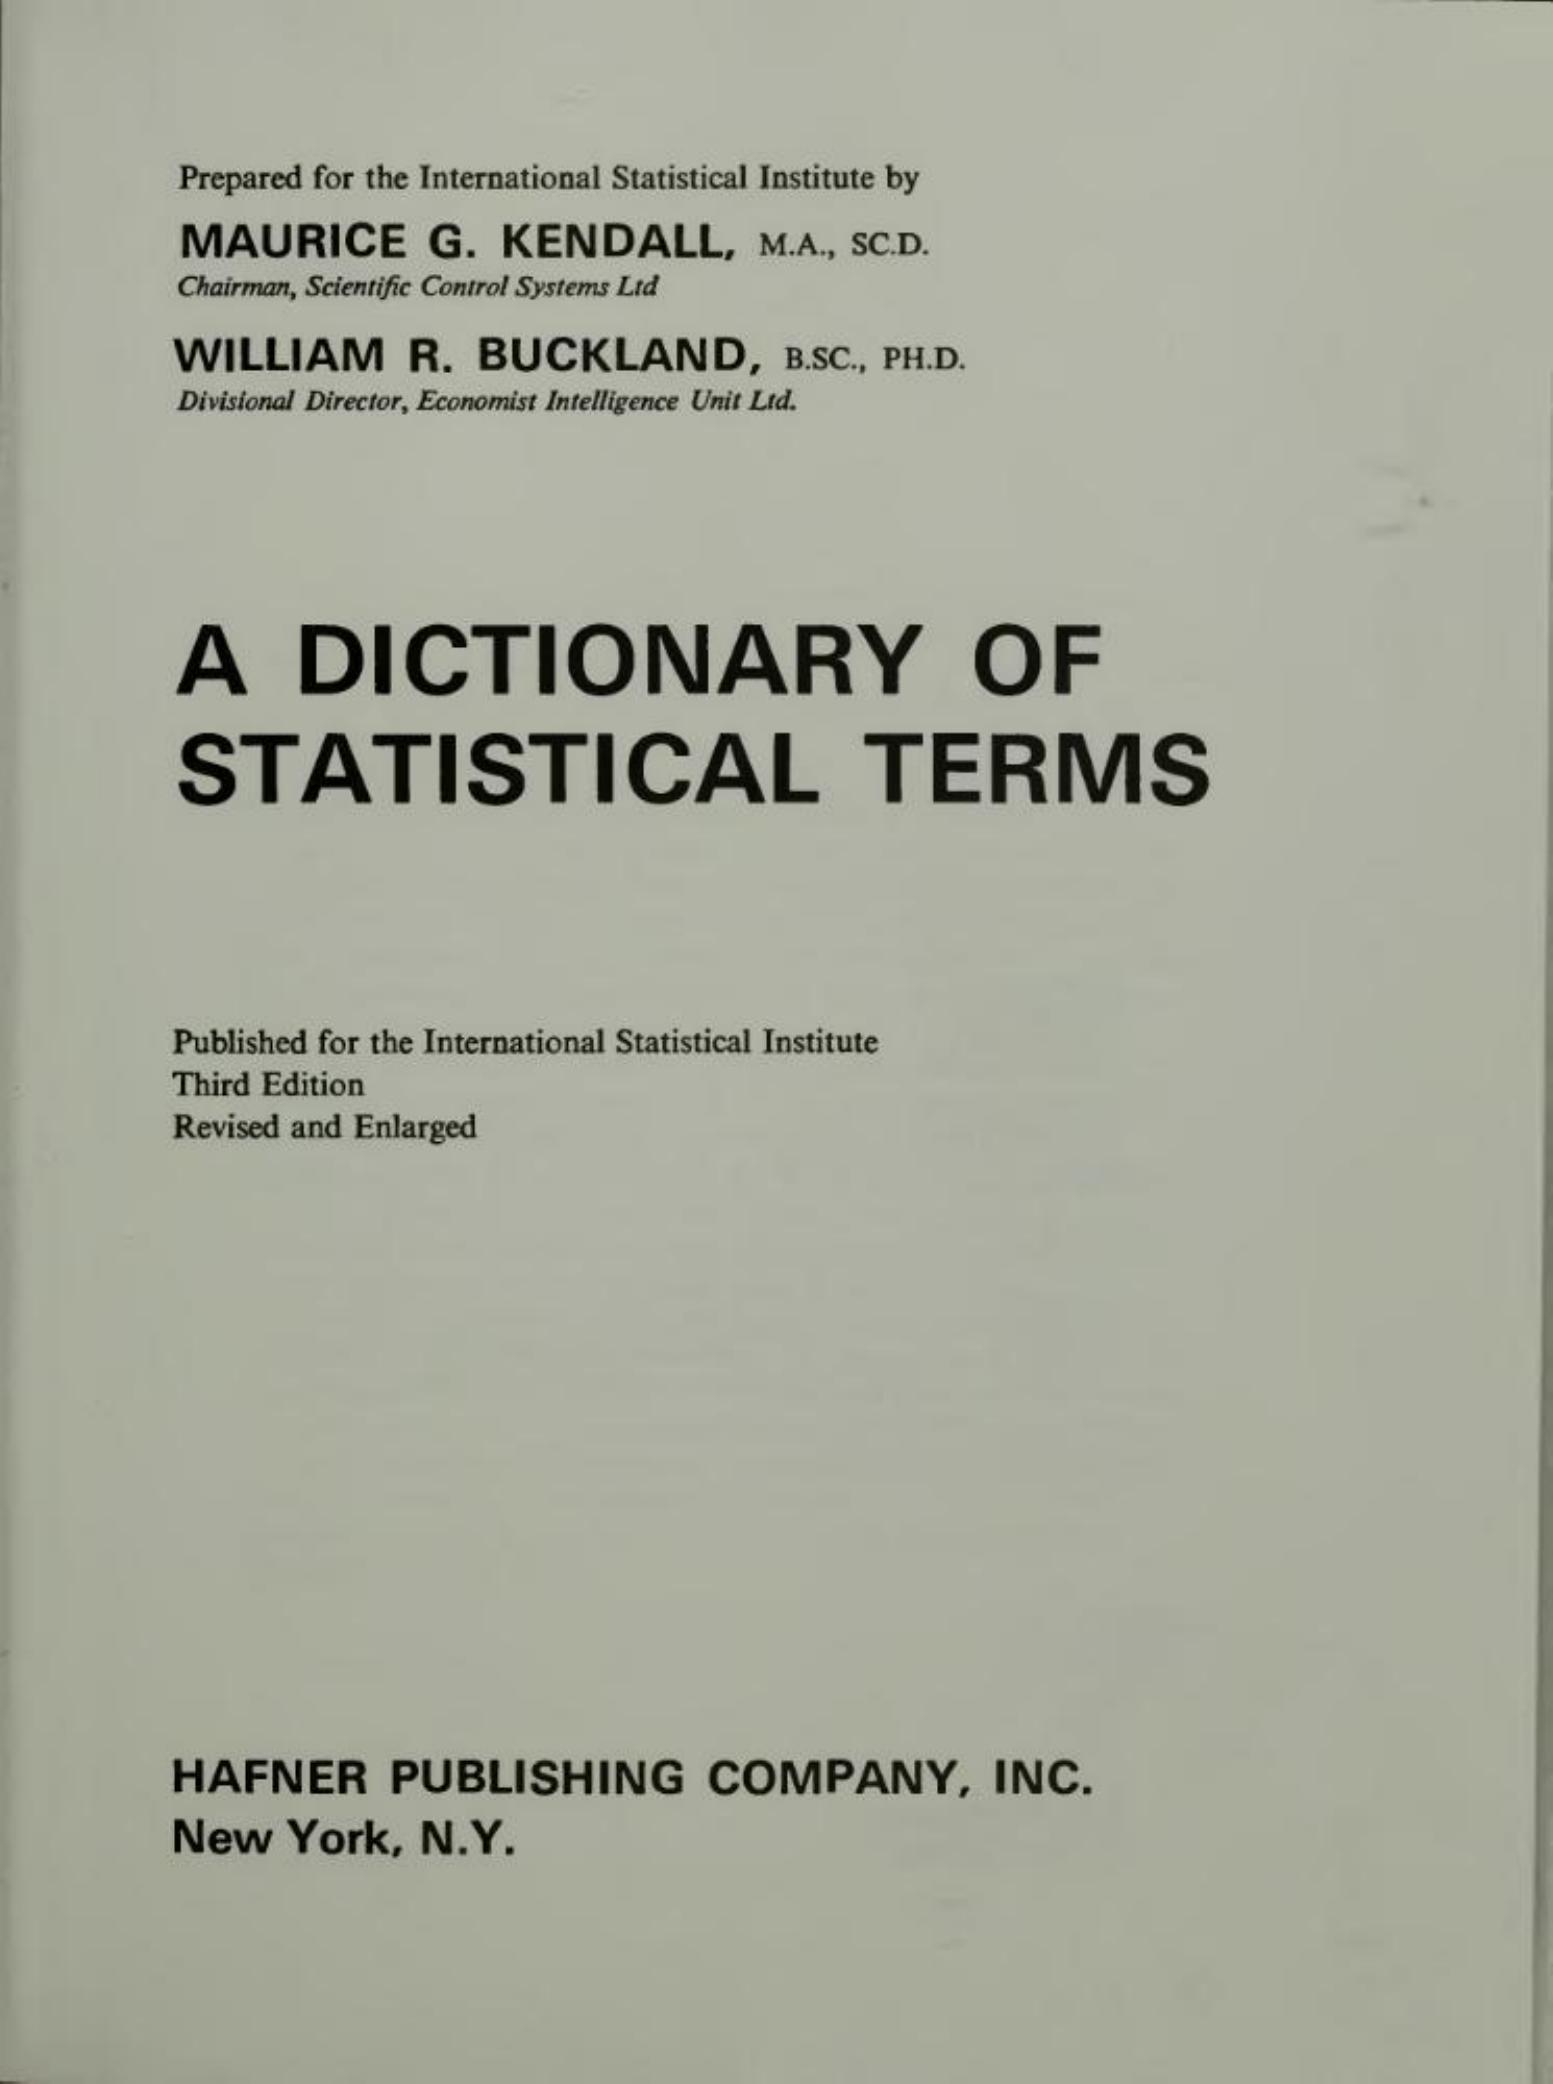 Prepared for the International Statistical Institute by
MAURICE G. KENDALL, M.A., SC.D.
Chairman, Scientific Control Systems Ltd
WILLIAM R. BUCKLAND, B.SC., PH.D.
Divisional Director, Economist Intelligence Unit Ltd.
A DICTIONARY OF
STATISTICAL TERMS
Published for the International Statistical Institute
Third Edition
Revised and Enlarged
HAFNER PUBLISHING COMPANY, INC.
New York, N.Y.